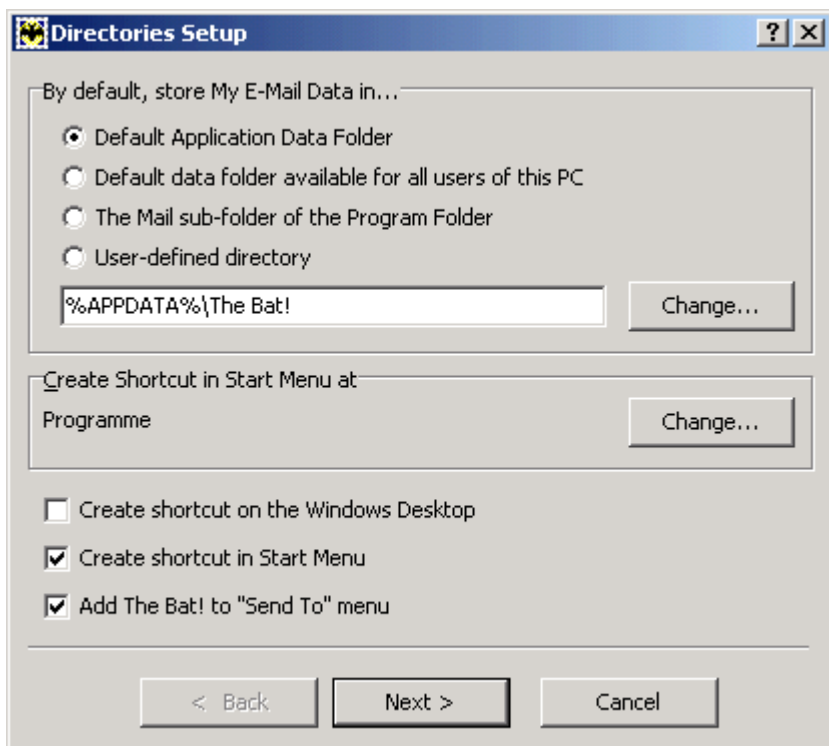 Directories Setup
By default, store My E-Mail Data in...
Default Application Data Folder
Default data folder available for all users of this PC
The Mail sub-folder of the Program Folder
User-defined directory
%APPDATA%\The Bat! Change...
Create Shortcut in Start Menu at
Programme Change...
Create shortcut on the Windows Desktop
Create shortcut in Start Menu
Add The Bat! to "Send To" menu
< Back Next > Cancel